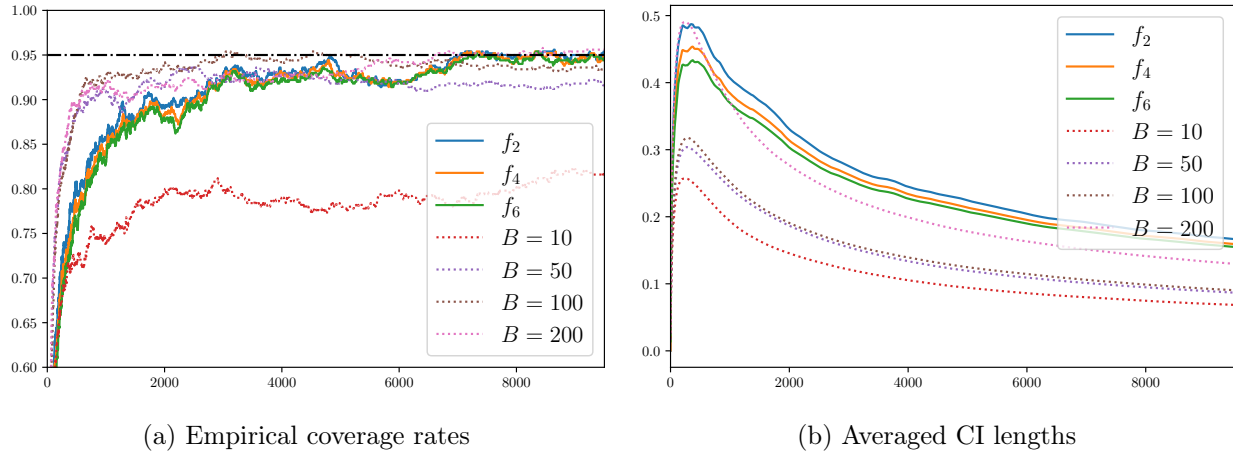 1.00
0.95
0.90
0.85
0.80
0.75
0.70
0.65
0.60
0
2000
4000
6000
8000
f2
f4
f6
B = 10
B = 50
B = 100
B = 200
(a) Empirical coverage rates
0.5
0.4
0.3
0.2
0.1
0.0
0
2000
4000
6000
8000
f2
f4
f6
B = 10
B = 50
B = 100
B = 200
(b) Averaged CI lengths